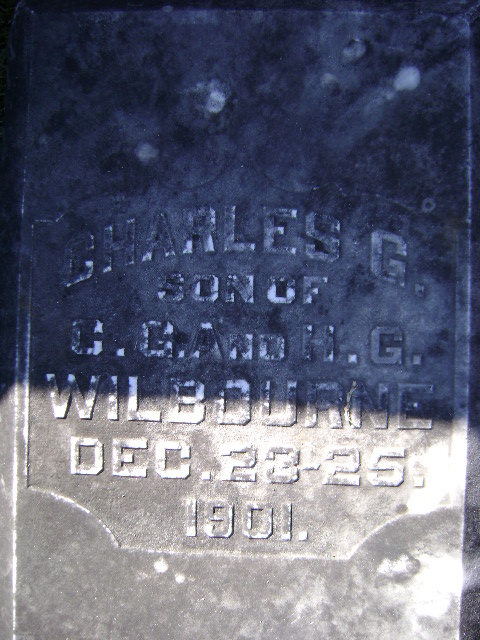 CHARLES G.
SON OF
C. G. AND H. G.
WILBOURNE
DEC. 23-25,
1901.